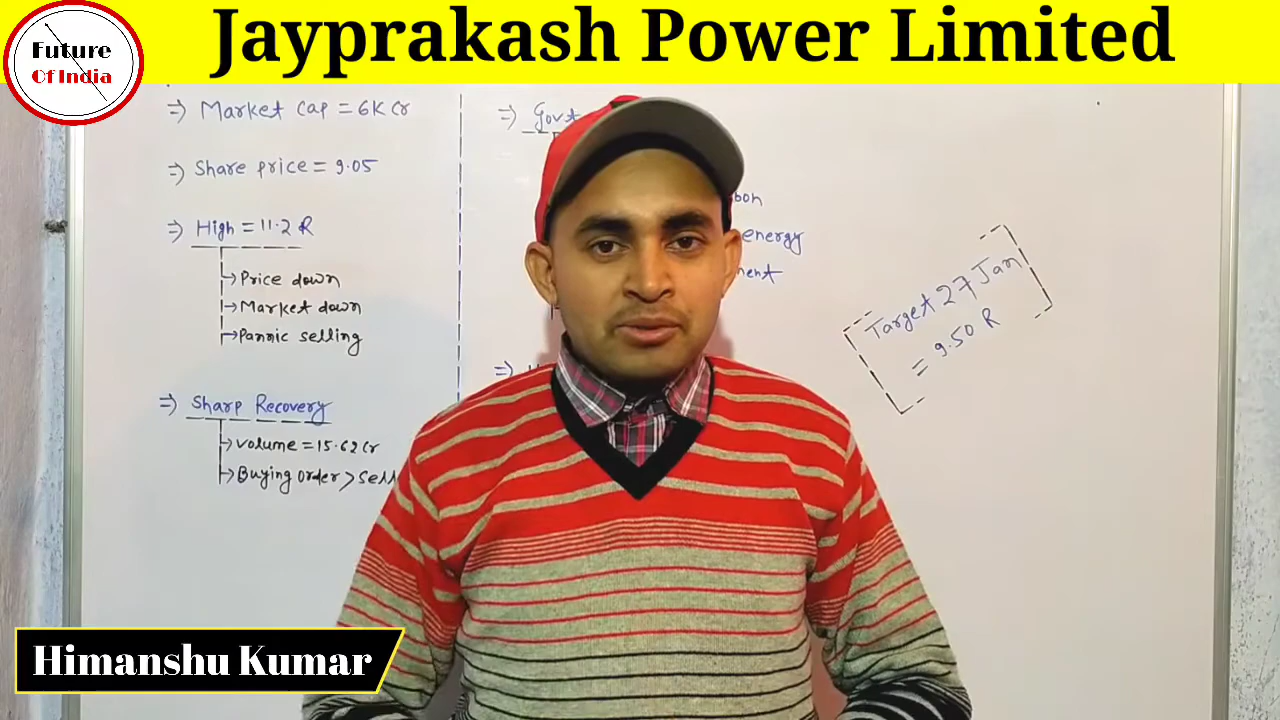 Jayprakash Power Limited
Future
Of India
⇒ Market Cap = 6K Cr
⇒ Share price = 9.05
⇒ High = 11.2 R
→ Price down
→ Market down
→ Pannic selling
⇒ Sharp Recovery
→ volume = 15.62 Cr
→ Buying order > Sell
⇒ Govt
energy
Target 27 Jan
= 9.50 R
Himanshu Kumar